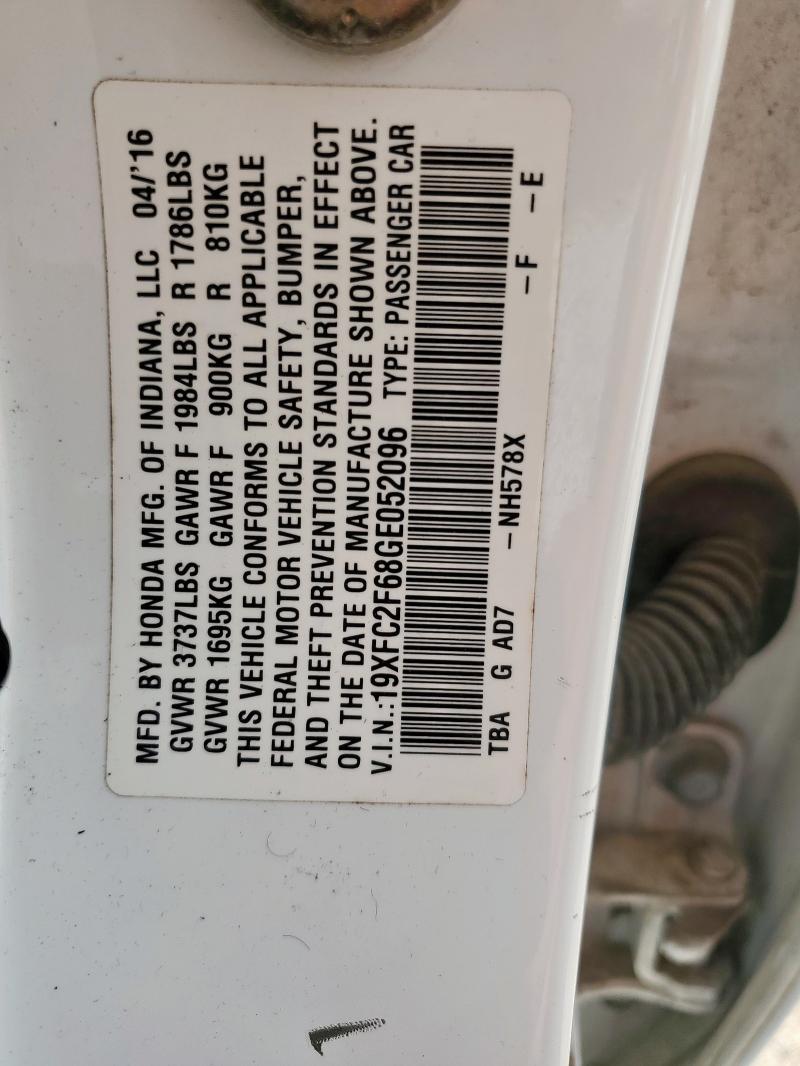 MFD. BY HONDA MFG. OF INDIANA, LLC 04/'16
GVWR 3737LBS GAWR F 1984LBS R 1786LBS
GVWR 1695KG GAWR F 900KG R 810KG
THIS VEHICLE CONFORMS TO ALL APPLICABLE
FEDERAL MOTOR VEHICLE SAFETY, BUMPER,
AND THEFT PREVENTION STANDARDS IN EFFECT
ON THE DATE OF MANUFACTURE SHOWN ABOVE.
V.I.N.:19XFC2F68GE052096 TYPE: PASSENGER CAR
TBA G AD7 –NH578X –F –E